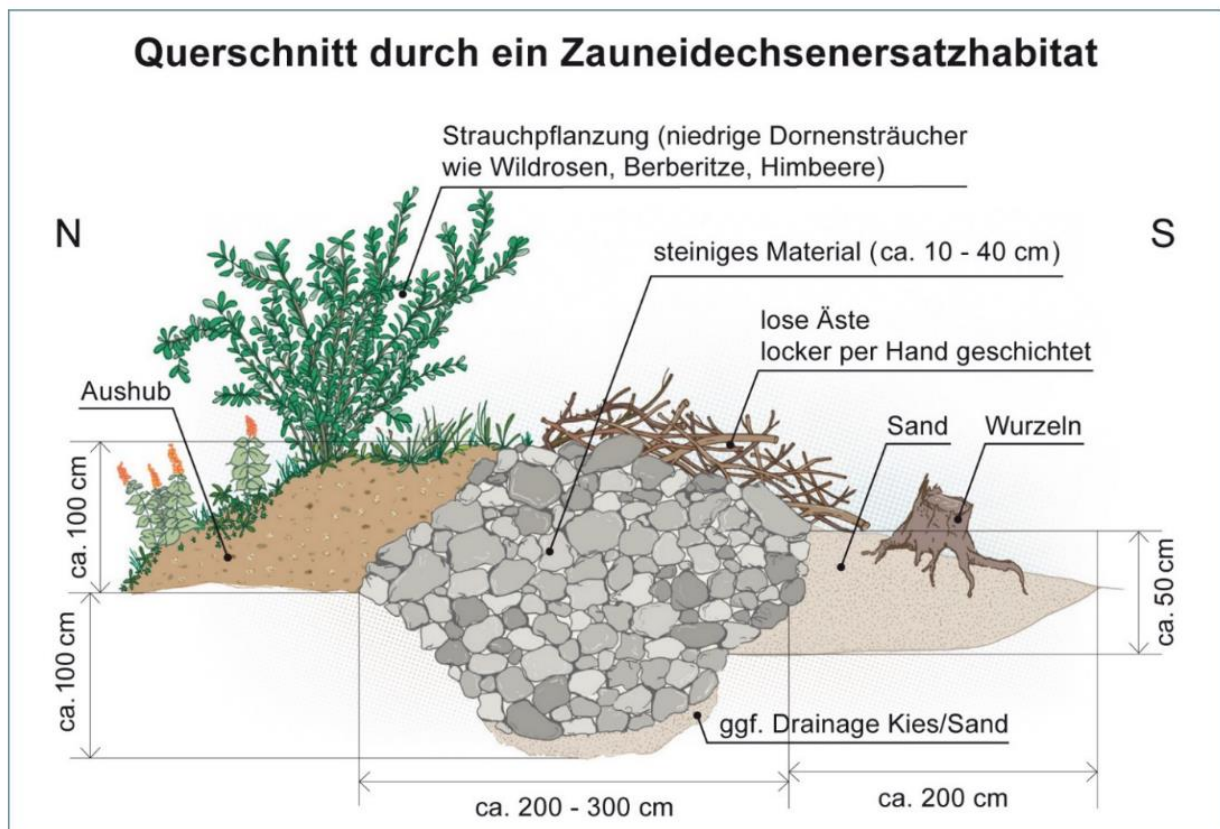 Querschnitt durch ein Zauneidechsenersatzhabitat
Strauchpflanzung (niedrige Dornensträucher
wie Wildrosen, Berberitze, Himbeere)
N
S
steiniges Material (ca. 10 - 40 cm)
lose Äste
locker per Hand geschichtet
Aushub
Sand
Wurzeln
ca. 100 cm
ca. 50 cm
ca. 100 cm
ggf. Drainage Kies/Sand
ca. 200 - 300 cm
ca. 200 cm